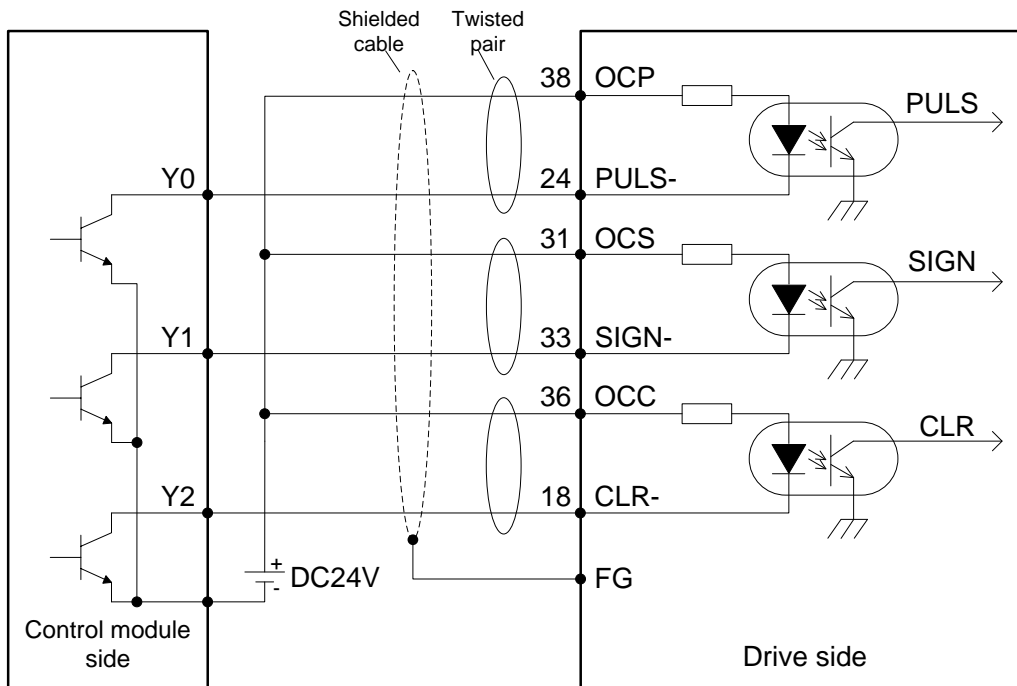 Shielded
cable
Twisted
pair
38 OCP
PULS
Y0
24 PULS-
31 OCS
SIGN
Y1
33 SIGN-
36 OCC
CLR
Y2
18 CLR-
+
DC24V
-
FG
Control module
side
Drive side